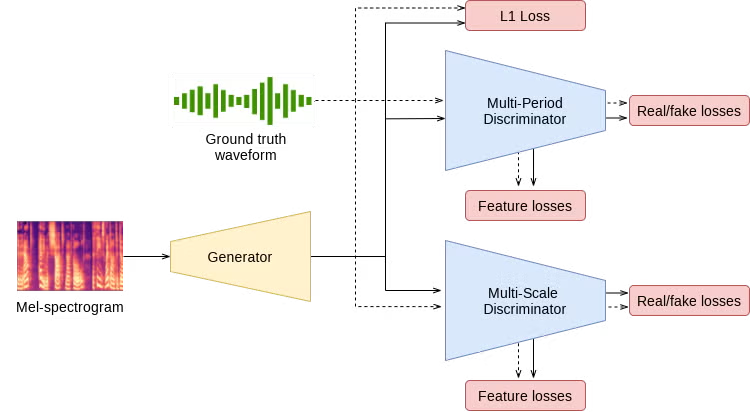 L1 Loss
Multi-Period
Discriminator
Real/fake losses
Ground truth
waveform
Feature losses
Generator
Mel-spectrogram
Multi-Scale
Discriminator
Real/fake losses
Feature losses